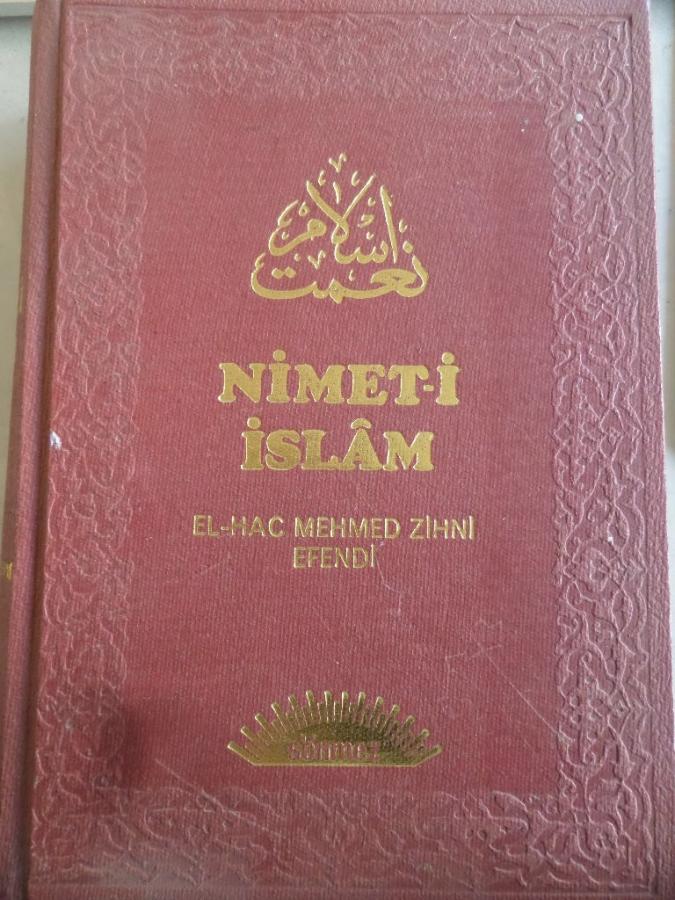 نعمت اسلام
NİMET-İ
İSLÂM
EL-HAC MEHMED ZİHNİ
EFENDİ
sönmez